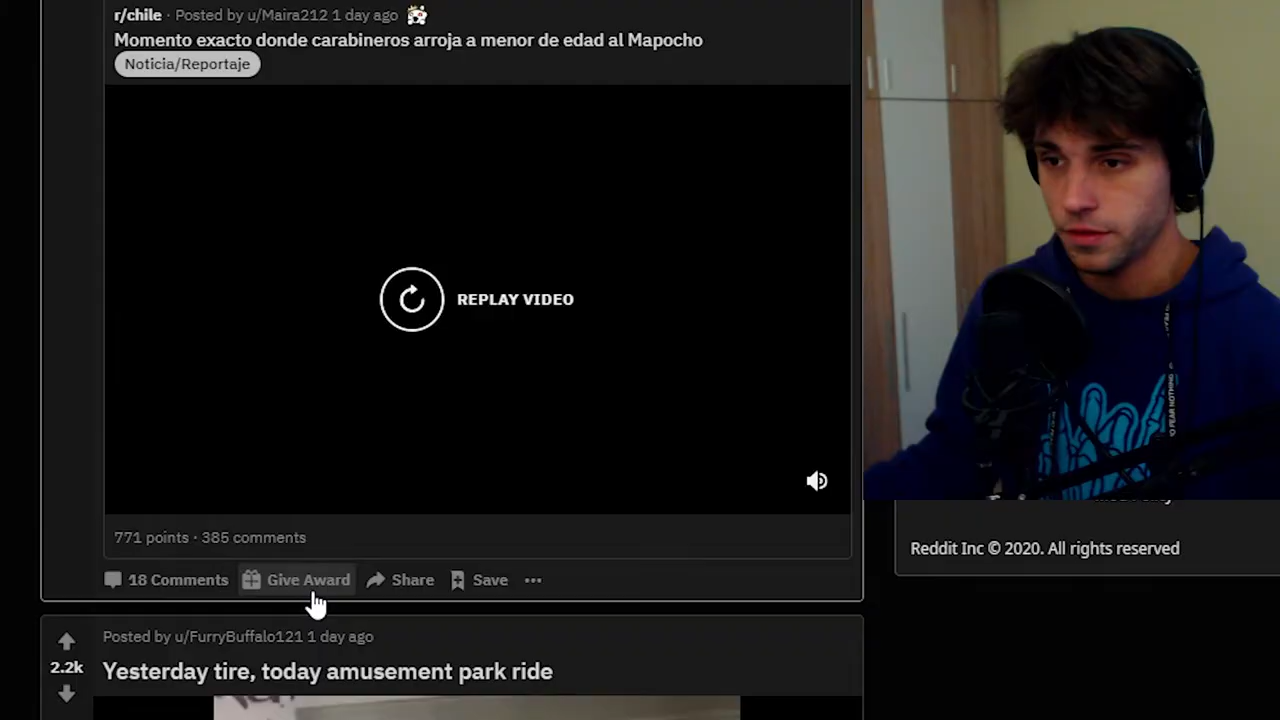 r/chile · Posted by u/Maira212 1 day ago
Momento exacto donde carabineros arroja a menor de edad al Mapocho
Noticia/Reportaje
REPLAY VIDEO
771 points · 385 comments
18 Comments Give Award Share Save ···
Reddit Inc © 2020. All rights reserved
Posted by u/FurryBuffalo121 1 day ago
2.2k
Yesterday tire, today amusement park ride